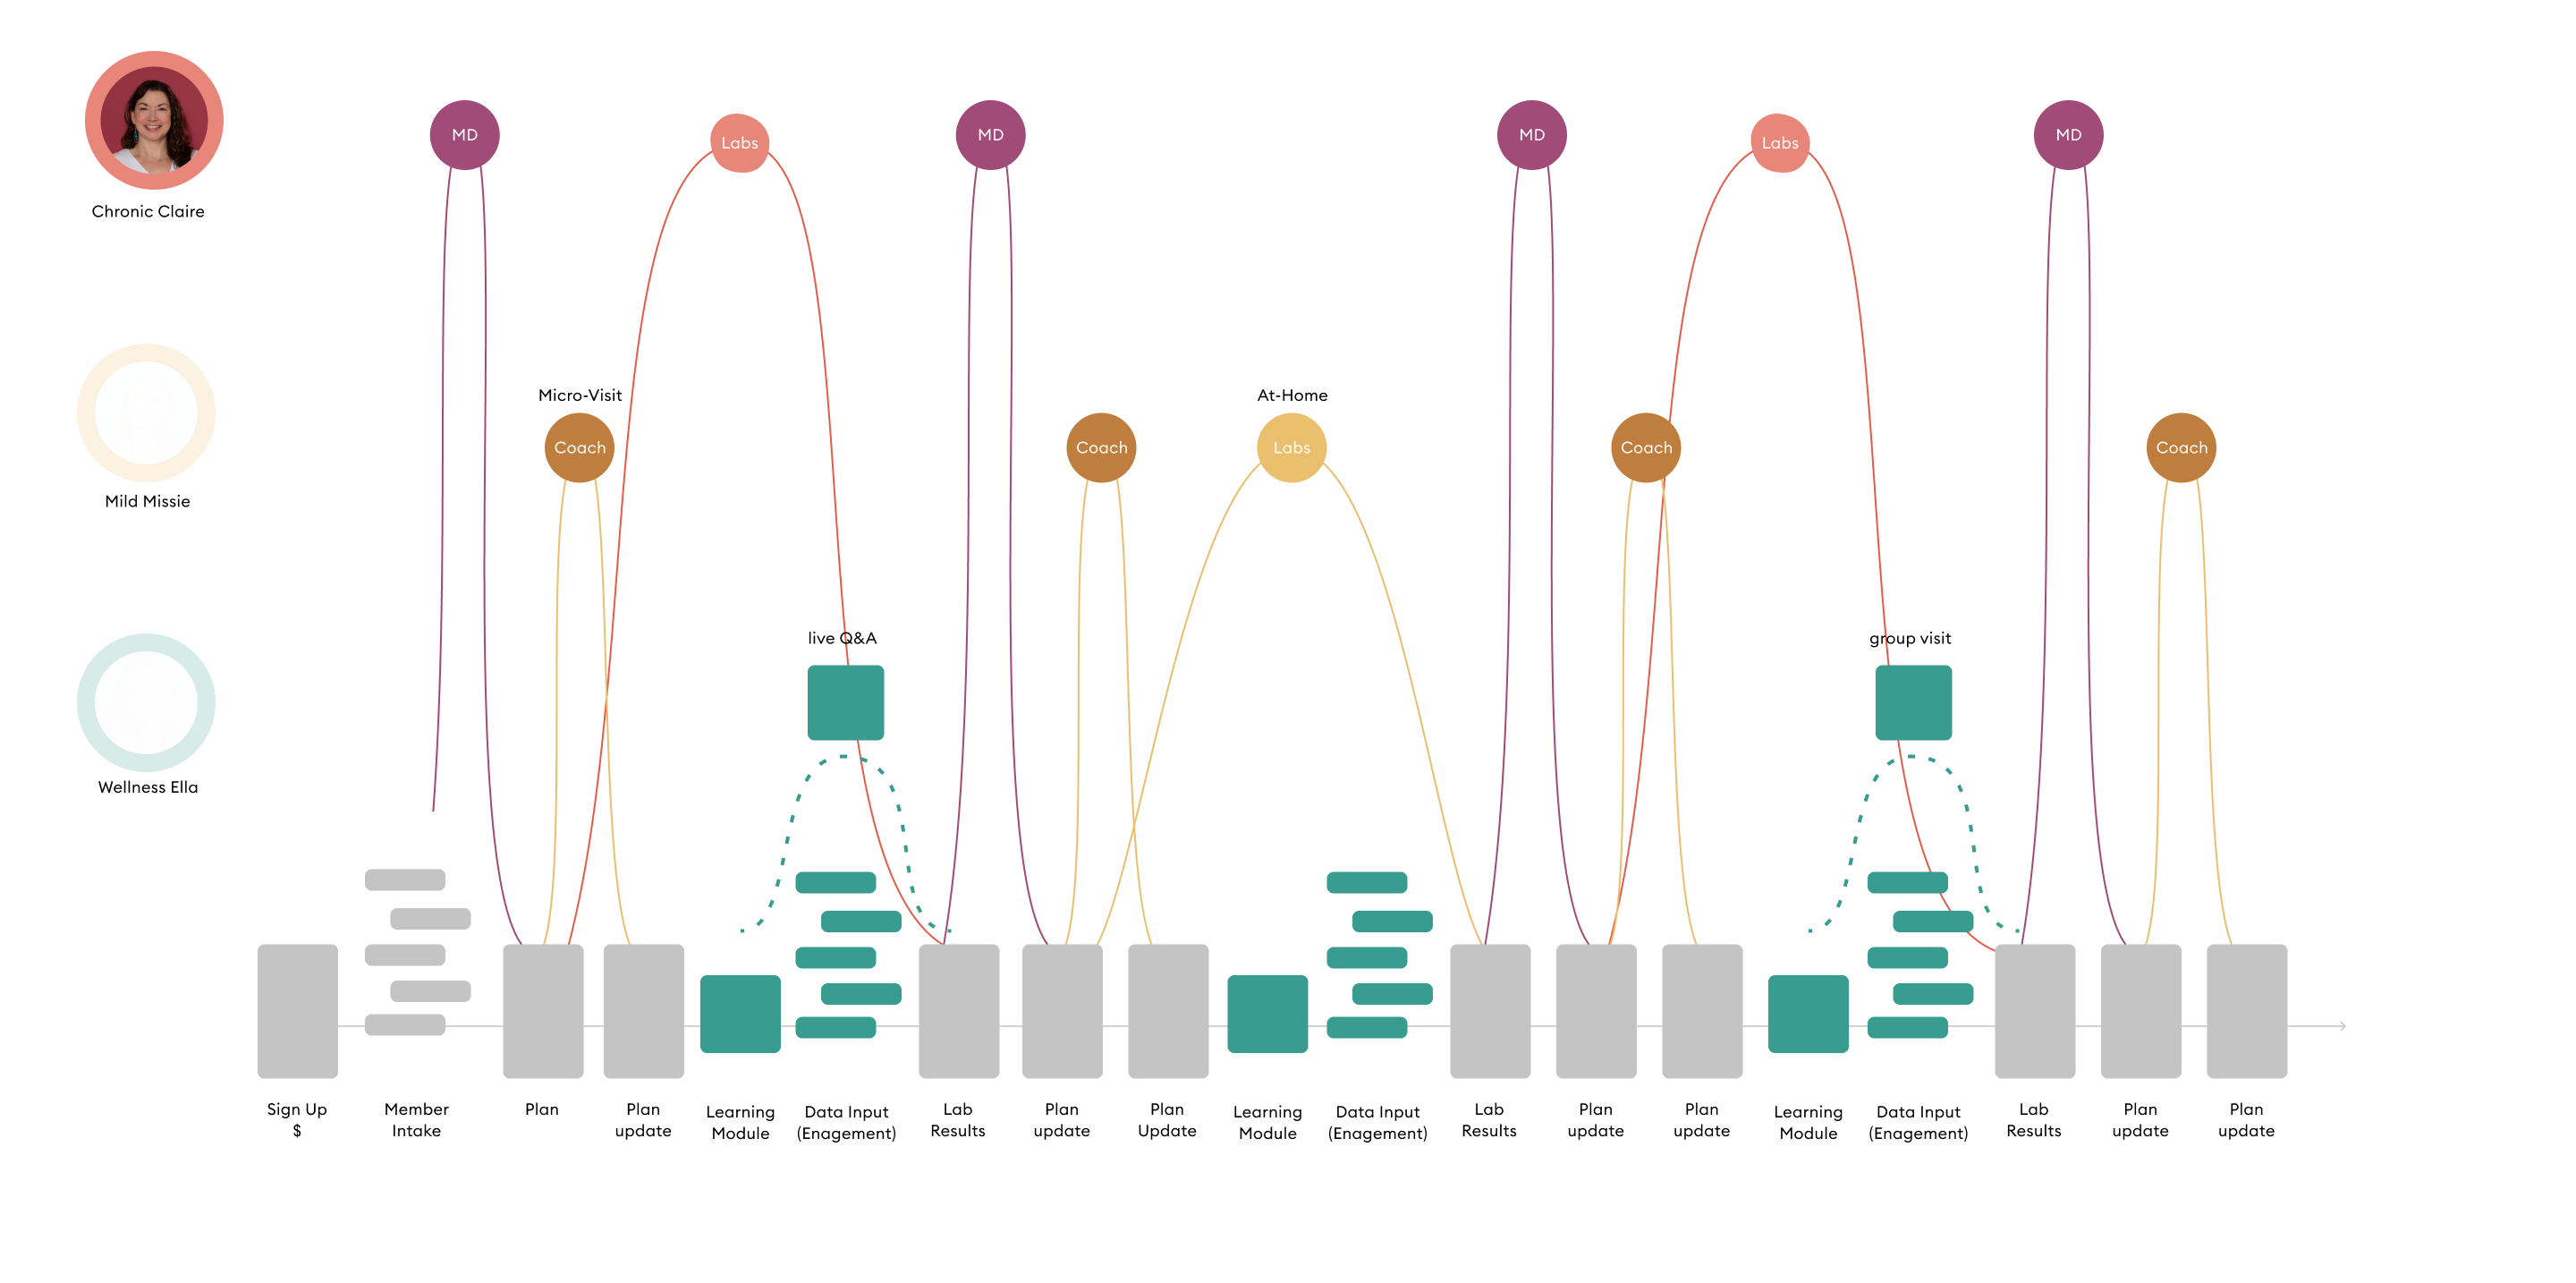 MD
Labs
MD
MD
Labs
MD
Chronic Claire
Micro-Visit
At-Home
Coach
Coach
Labs
Coach
Coach
Mild Missie
live Q&A
group visit
Wellness Ella
Sign Up
$
Member
Intake
Plan
Plan
update
Learning
Module
Data Input
(Enagement)
Lab
Results
Plan
update
Plan
Update
Learning
Module
Data Input
(Enagement)
Lab
Results
Plan
update
Plan
update
Learning
Module
Data Input
(Enagement)
Lab
Results
Plan
update
Plan
update